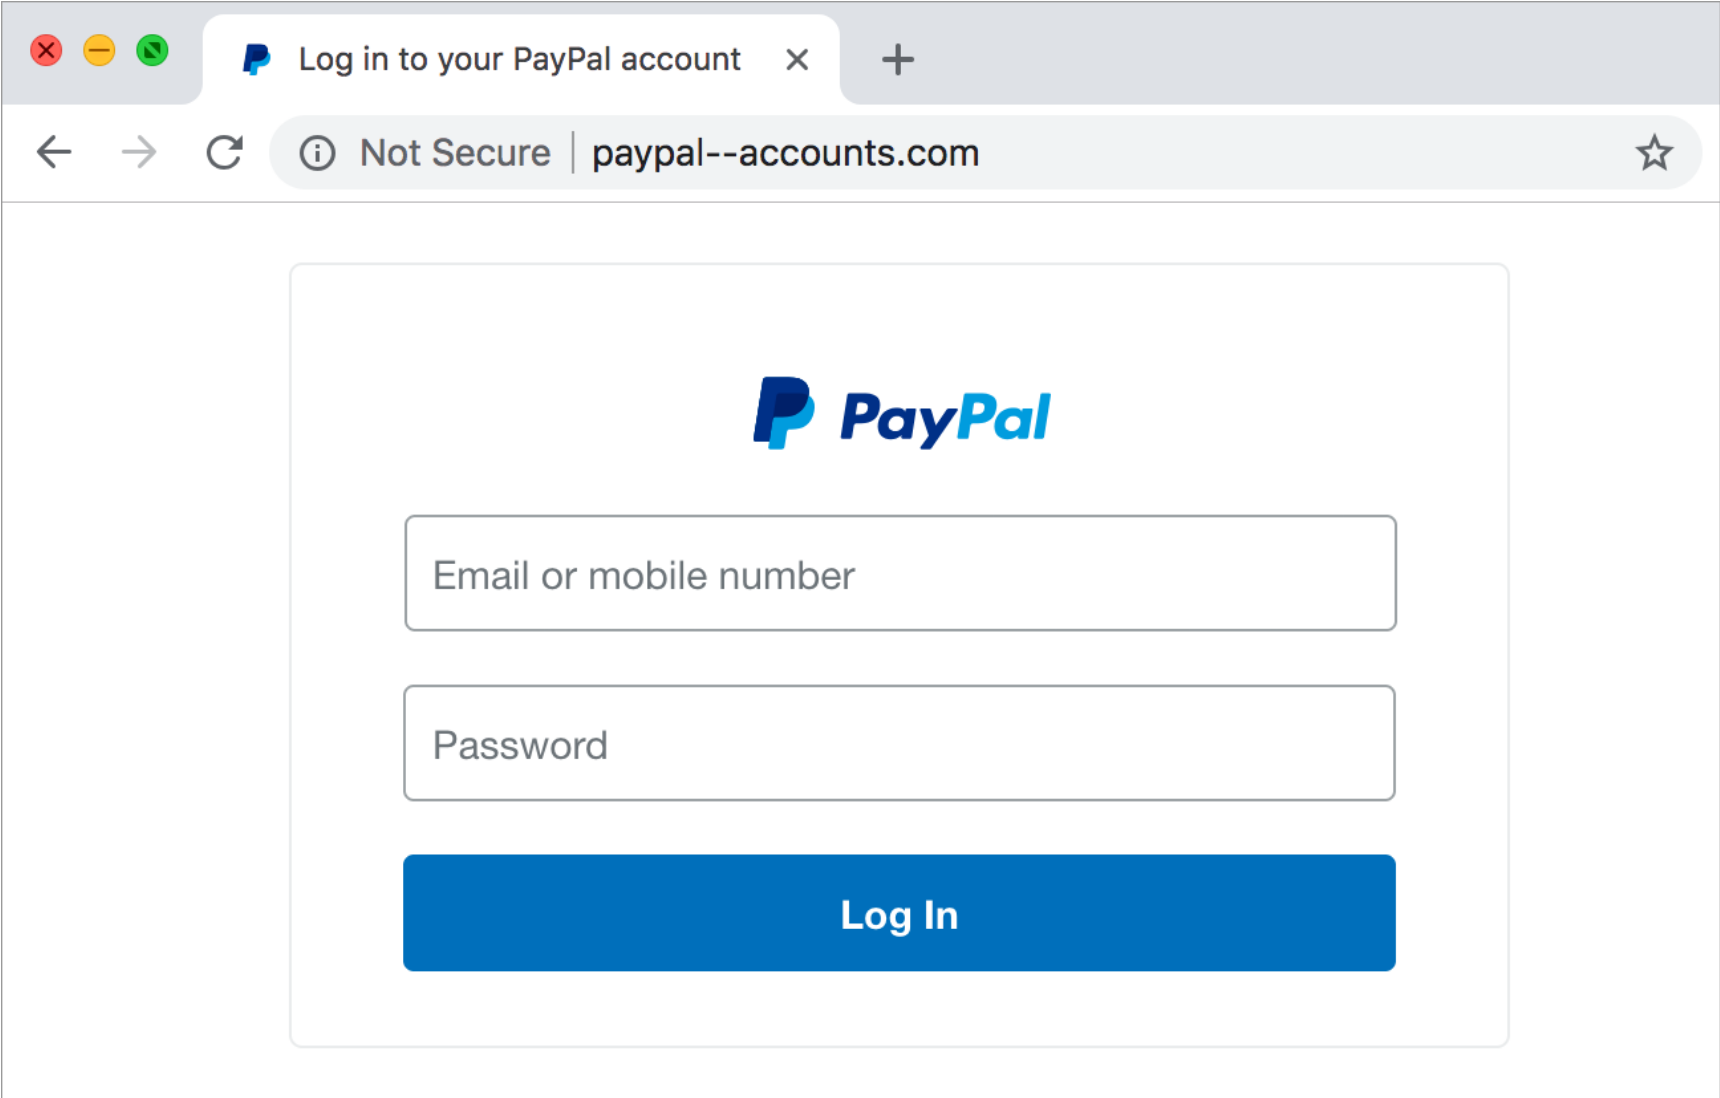 Log in to your PayPal account
Not Secure paypal--accounts.com
PayPal
Email or mobile number
Password
Log In